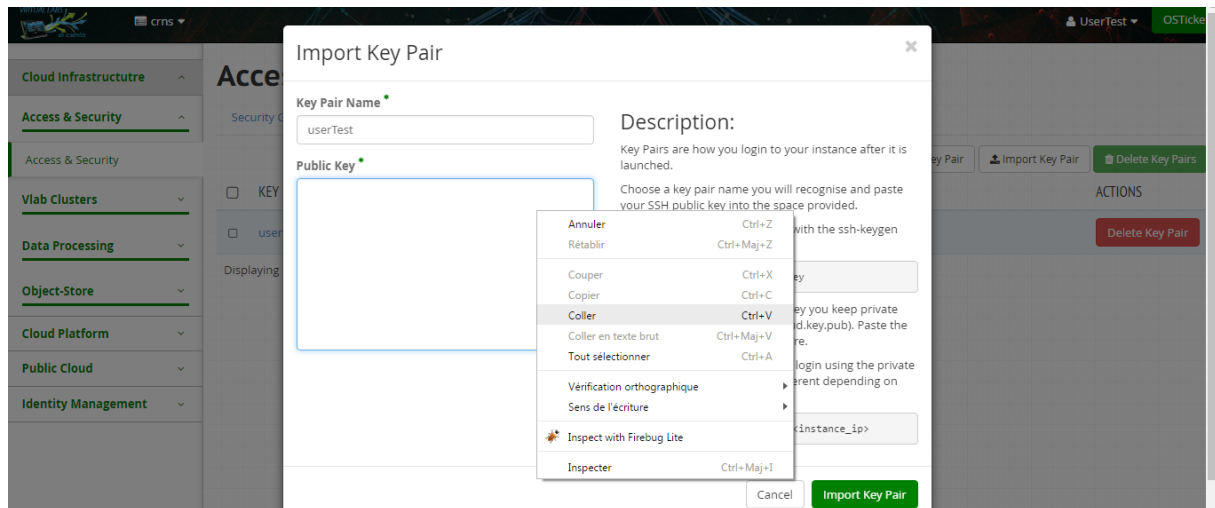 VIRTUAL LABS
crns
UserTest
OSTicke
Import Key Pair
×
Cloud Infrastructutre
Acce
Key Pair Name *
Access & Security
Security G
userTest
Description:
Key Pairs are how you login to your instance after it is
launched.
Access & Security
Public Key *
ey Pair
Import Key Pair
Delete Key Pairs
Choose a key pair name you will recognise and paste
your SSH public key into the space provided.
KEY
ACTIONS
Vlab Clusters
Annuler Ctrl+Z
with the ssh-keygen
user
Delete Key Pair
Rétablir Ctrl+Maj+Z
Data Processing
Displaying
Couper Ctrl+X
ey
Copier Ctrl+C
Object-Store
Coller Ctrl+V
ey you keep private
Coller en texte brut Ctrl+Maj+V
d.key.pub). Paste the
Cloud Platform
re.
Tout sélectionner Ctrl+A
Public Cloud
login using the private
Vérification orthographique
erent depending on
Identity Management
Sens de l'écriture
<instance_ip>
Inspect with Firebug Lite
Inspecter Ctrl+Maj+I
Cancel
Import Key Pair